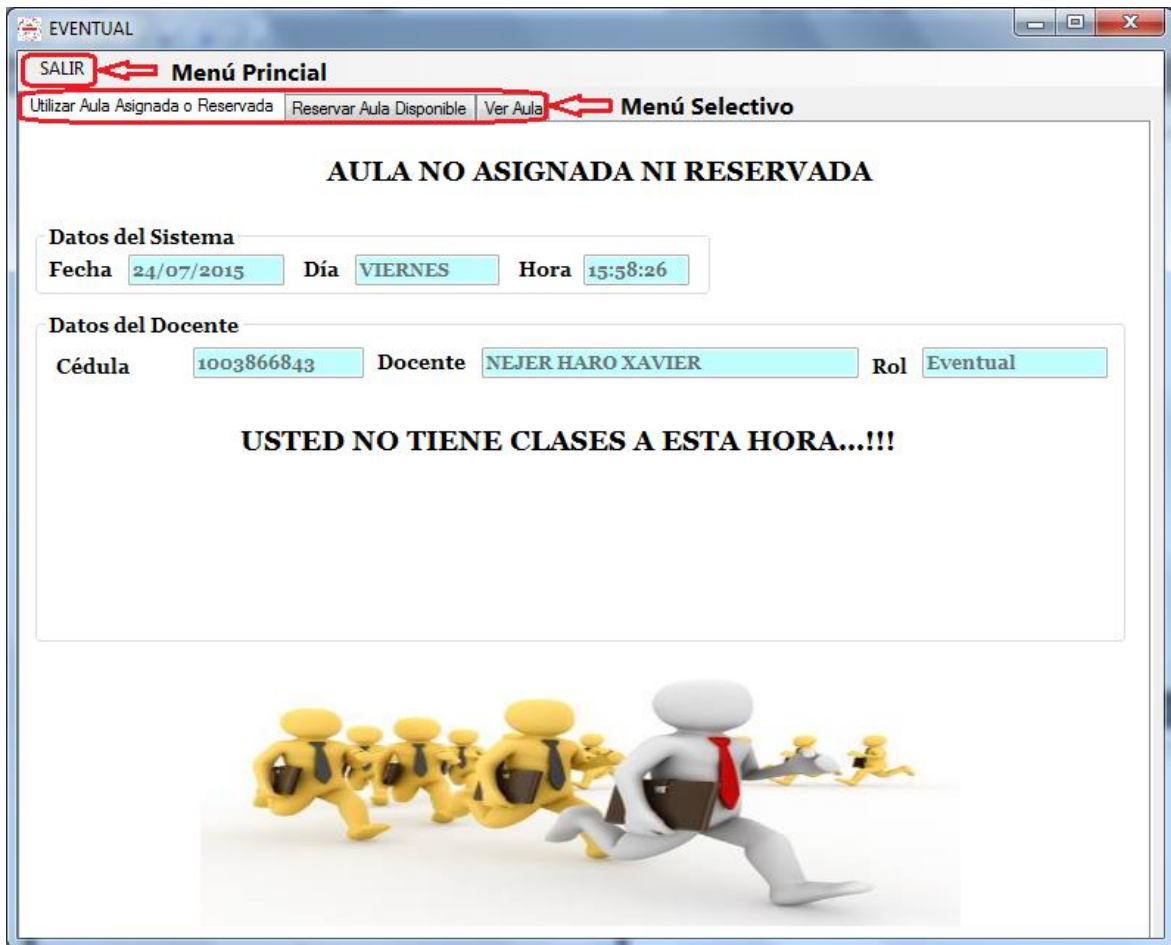 EVENTUAL
SALIR Menú Princial
Utilizar Aula Asignada o Reservada Reservar Aula Disponible Ver Aula Menú Selectivo
AULA NO ASIGNADA NI RESERVADA
Datos del Sistema
Fecha 24/07/2015 Día VIERNES Hora 15:58:26
Datos del Docente
Cédula 1003866843 Docente NEJER HARO XAVIER Rol Eventual
USTED NO TIENE CLASES A ESTA HORA...!!!